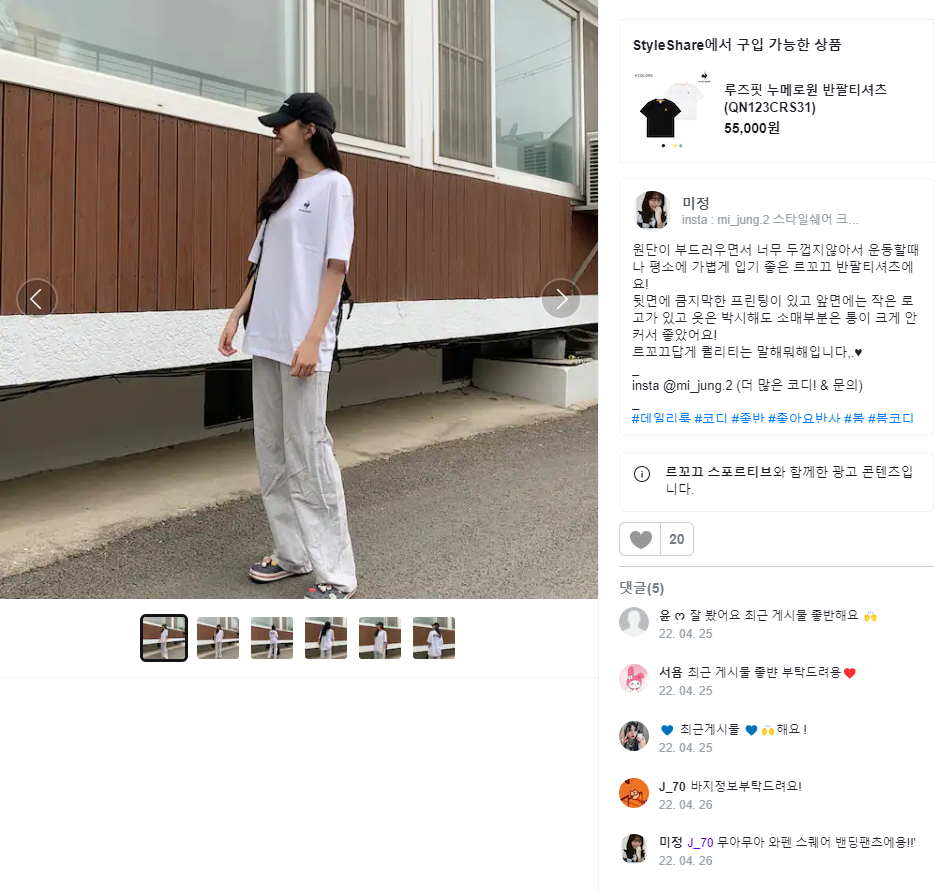 StyleShare에서 구입 가능한 상품
4 COLORS
루즈핏 누메로원 반팔티셔츠
(QN123CRS31)
55,000원
미정
insta : mi_jung.2 스타일쉐어 크...
원단이 부드러우면서 너무 두껍지않아서 운동할때
나 평소에 가볍게 입기 좋은 르꼬끄 반팔티셔츠에
요!
뒷면에 큼지막한 프린팅이 있고 앞면에는 작은 로
고가 있고 옷은 박시해도 소매부분은 통이 크게 안
커서 좋았어요!
르꼬끄답게 퀄리티는 말해뭐해입니다,.♥
_
insta @mi_jung.2 (더 많은 코디! & 문의)
_
#데일리룩 #코디 #좋반 #좋아요반사 #봄 #봄코디
르꼬끄 스포르티브와 함께한 광고 콘텐츠입
니다.
20
댓글(5)
윤 ෆ 잘 봤어요 최근 게시물 좋반해요 🙌
22. 04. 25
서욤 최근 게시물 좋뱐 부탁드려용❤️
22. 04. 25
💙 최근게시물 💙🙌해요 !
22. 04. 25
J_70 바지정보부탁드려요!
22. 04. 26
미정 J_70 무아무아 와펜 스퀘어 밴딩팬츠에용!!'
22. 04. 26